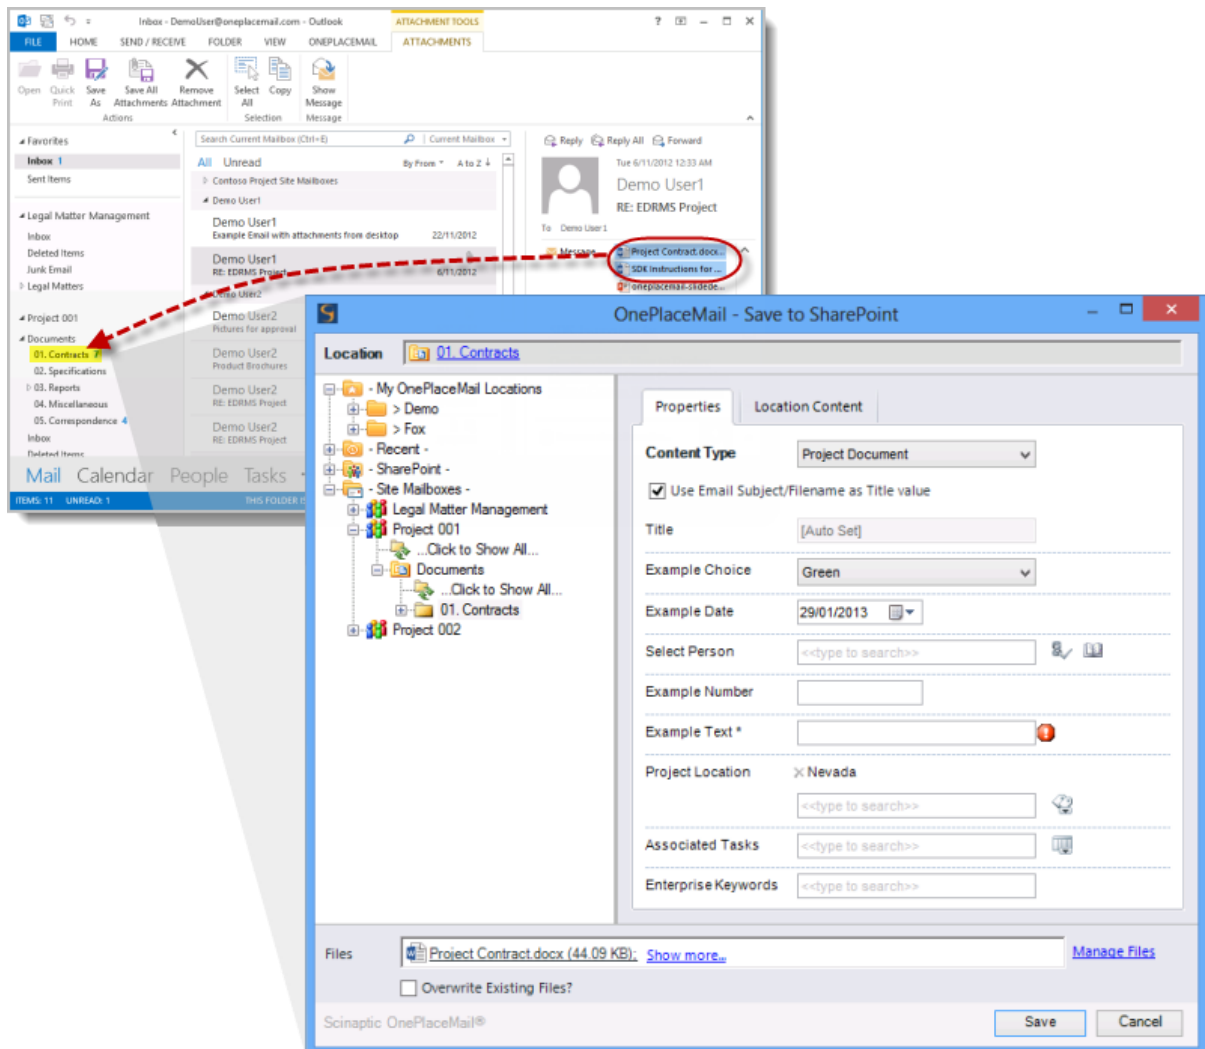 Inbox - DemoUser@oneplacemail.com - Outlook
ATTACHMENT TOOLS
FILE HOME SEND / RECEIVE FOLDER VIEW ONEPLACEMAIL ATTACHMENTS
Open Quick Print Save As Save All Attachments Remove Attachment Select All Copy Show Message
Actions Selection Message
Favorites
Inbox 1
Sent Items
Legal Matter Management
Inbox
Deleted Items
Junk Email
Legal Matters
Project 001
Documents
01. Contracts 7
02. Specifications
03. Reports
04. Miscellaneous
05. Correspondence 4
Inbox
Deleted Items
Mail Calendar People Tasks
ITEMS: 11 UNREAD: 1
THIS FOLDER
Search Current Mailbox (Ctrl+E) Current Mailbox
All Unread By From A to Z
Contoso Project Site Mailboxes
Demo User1
Demo User1
Example Email with attachments from desktop 22/11/2012
Demo User1
RE: EDRMS Project 6/11/2012
Demo User2
Demo User2
Pictures for approval
Demo User2
Product Brochures
Demo User2
RE: EDRMS Project
Demo User2
RE: EDRMS Project
Reply Reply All Forward
Tue 6/11/2012 12:33 AM
Demo User1
RE: EDRMS Project
To Demo User1
Message Project Contract.docx...
SDK Instructions for ...
oneplacemail-slidede...
OnePlaceMail - Save to SharePoint
Location 01. Contracts
- My OnePlaceMail Locations
> Demo
> Fox
- Recent -
- SharePoint -
- Site Mailboxes -
Legal Matter Management
Project 001
...Click to Show All...
Documents
...Click to Show All...
01. Contracts
Project 002
Properties Location Content
Content Type Project Document
Use Email Subject/Filename as Title value
Title [Auto Set]
Example Choice Green
Example Date 29/01/2013
Select Person <<type to search>>
Example Number
Example Text *
Project Location Nevada
<<type to search>>
Associated Tasks <<type to search>>
Enterprise Keywords <<type to search>>
Files Project Contract.docx (44.09 KB); Show more... Manage Files
Overwrite Existing Files?
Scinaptic OnePlaceMail®
Save Cancel